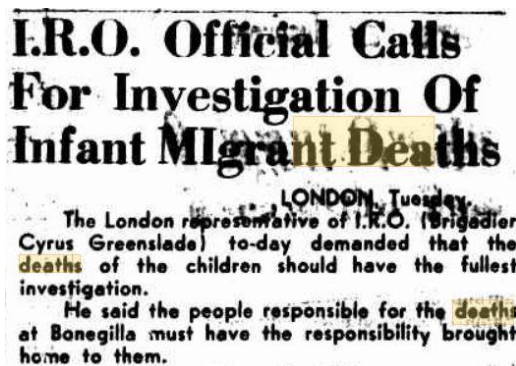 I.R.O. Official Calls
For Investigation Of
Infant MIgrant Deaths
LONDON, Tuesday.
The London representative of I.R.O. (Brigadier
Cyrus Greenslade) to-day demanded that the
deaths of the children should have the fullest
investigation.
He said the people responsible for the deaths
at Bonegilla must have the responsibility brought
home to them.